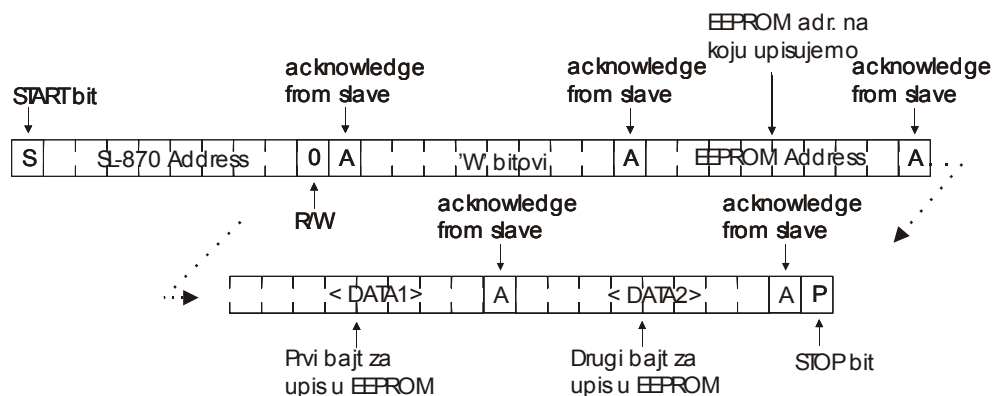 EEPROM adr. na
koju upisujemo
acknowledge
from slave
acknowledge
from slave
acknowledge
from slave
START bit
S SL-870 Address 0 A 'W' bitovi A EEPROM Address A
R/W
acknowledge
from slave
acknowledge
from slave
< DATA1> A < DATA2> A P
Prvi bajt za
upis u EEPROM
Drugi bajt za
upis u EEPROM
STOP bit